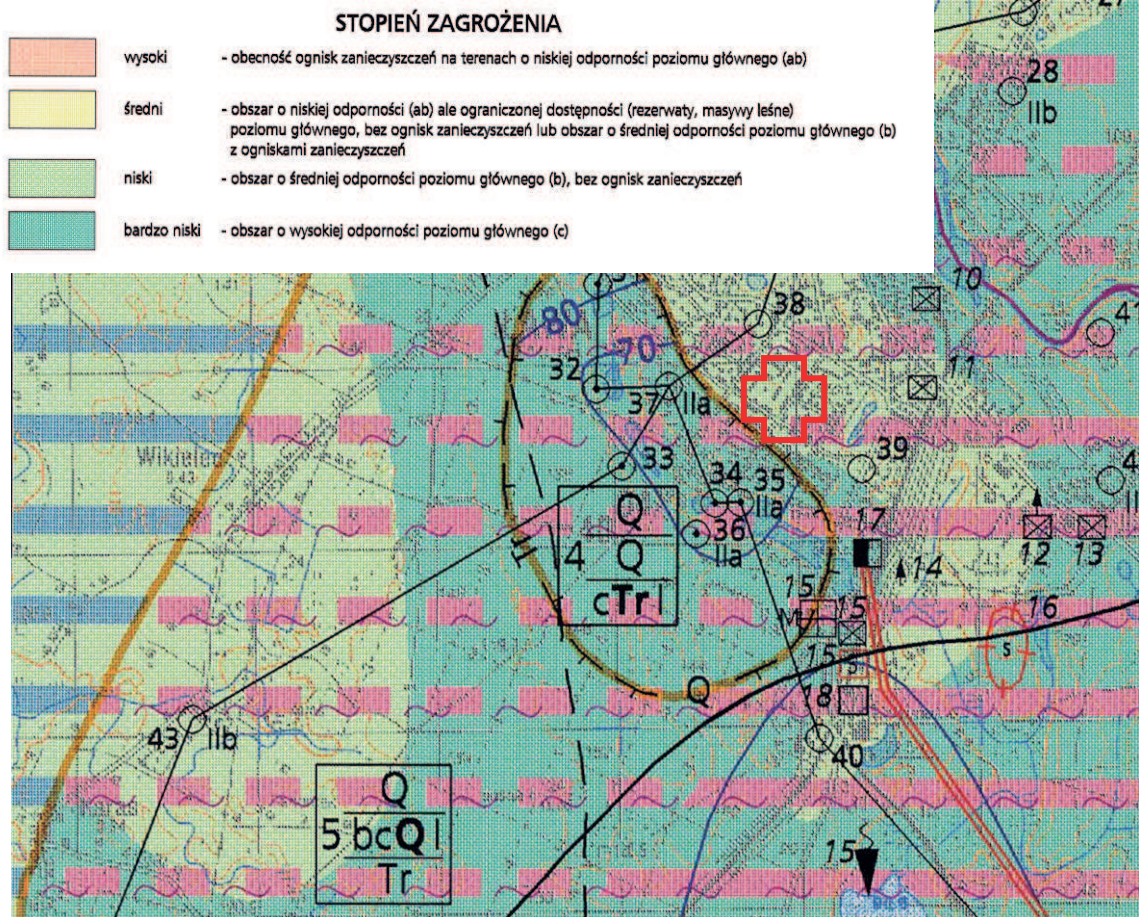 STOPIEŃ ZAGROŻENIA
wysoki - obecność ognisk zanieczyszczeń na terenach o niskiej odporności poziomu głównego (ab)
średni - obszar o niskiej odporności (ab) ale ograniczonej dostępności (rezerwaty, masywy leśne)
poziomu głównego, bez ognisk zanieczyszczeń lub obszar o średniej odporności poziomu głównego (b)
z ogniskami zanieczyszczeń
niski - obszar o średniej odporności poziomu głównego (b), bez ognisk zanieczyszczeń
bardzo niski - obszar o wysokiej odporności poziomu głównego (c)
28
IIb
10
80
38
70
32
37
IIa
11
33
39
34
35
IIa
36
IIa
Q
4 Q
cTr I
17
12
13
14
15
15
16
15
s
18
Q
40
43
IIb
Q
5 bcQ I
Tr
15